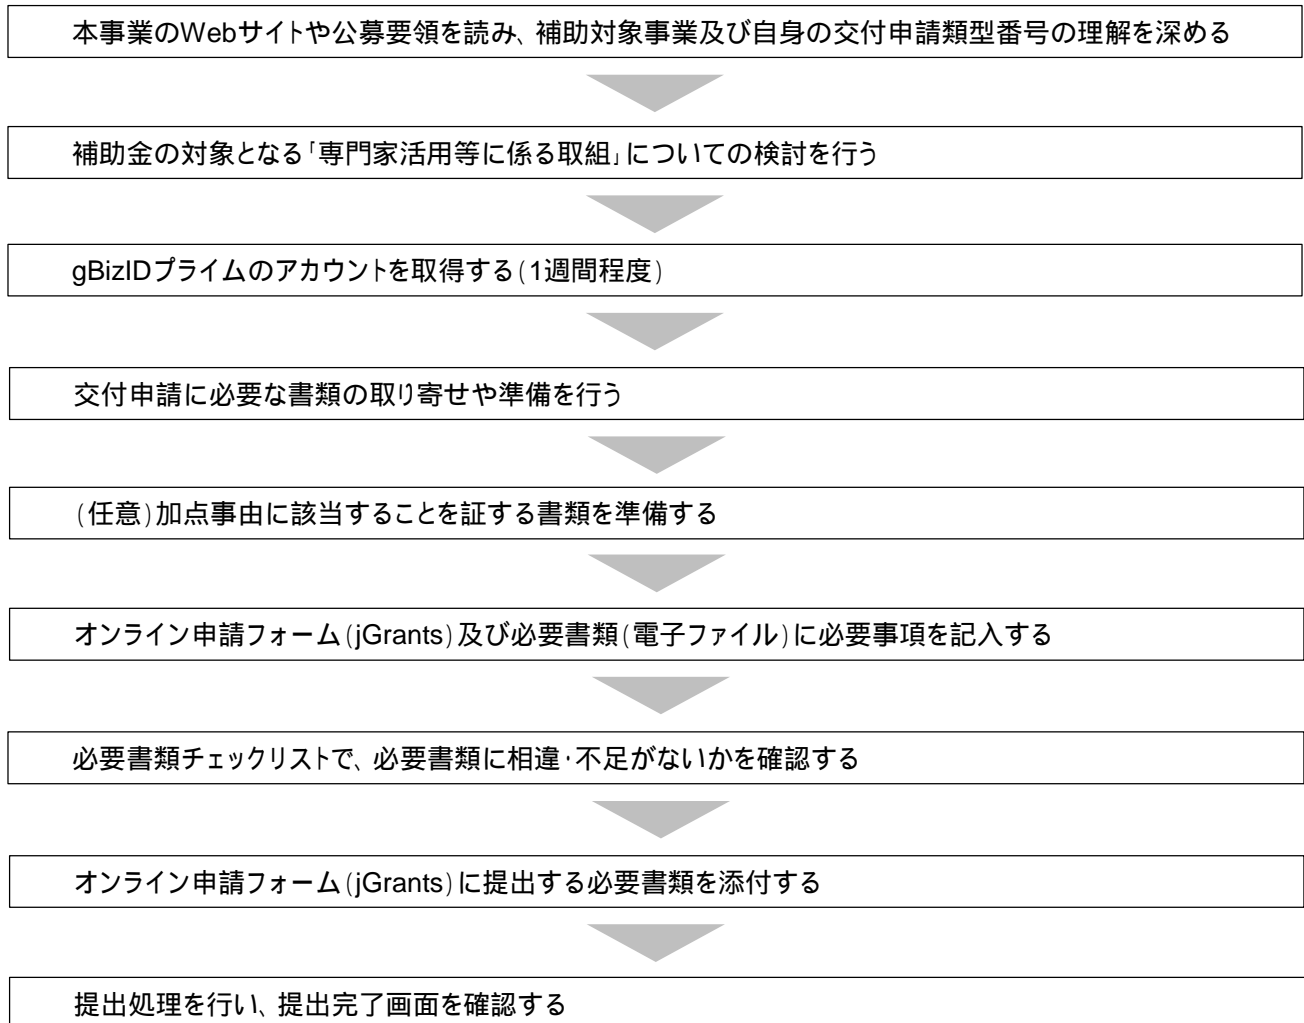 本事業のWebサイトや公募要領を読み、補助対象事業及び自身の交付申請類型番号の理解を深める
補助金の対象となる「専門家活用等に係る取組」についての検討を行う
gBizIDプライムのアカウントを取得する(1週間程度)
交付申請に必要な書類の取り寄せや準備を行う
(任意)加点事由に該当することを証する書類を準備する
オンライン申請フォーム(jGrants)及び必要書類(電子ファイル)に必要事項を記入する
必要書類チェックリストで、必要書類に相違・不足がないかを確認する
オンライン申請フォーム(jGrants)に提出する必要書類を添付する
提出処理を行い、提出完了画面を確認する